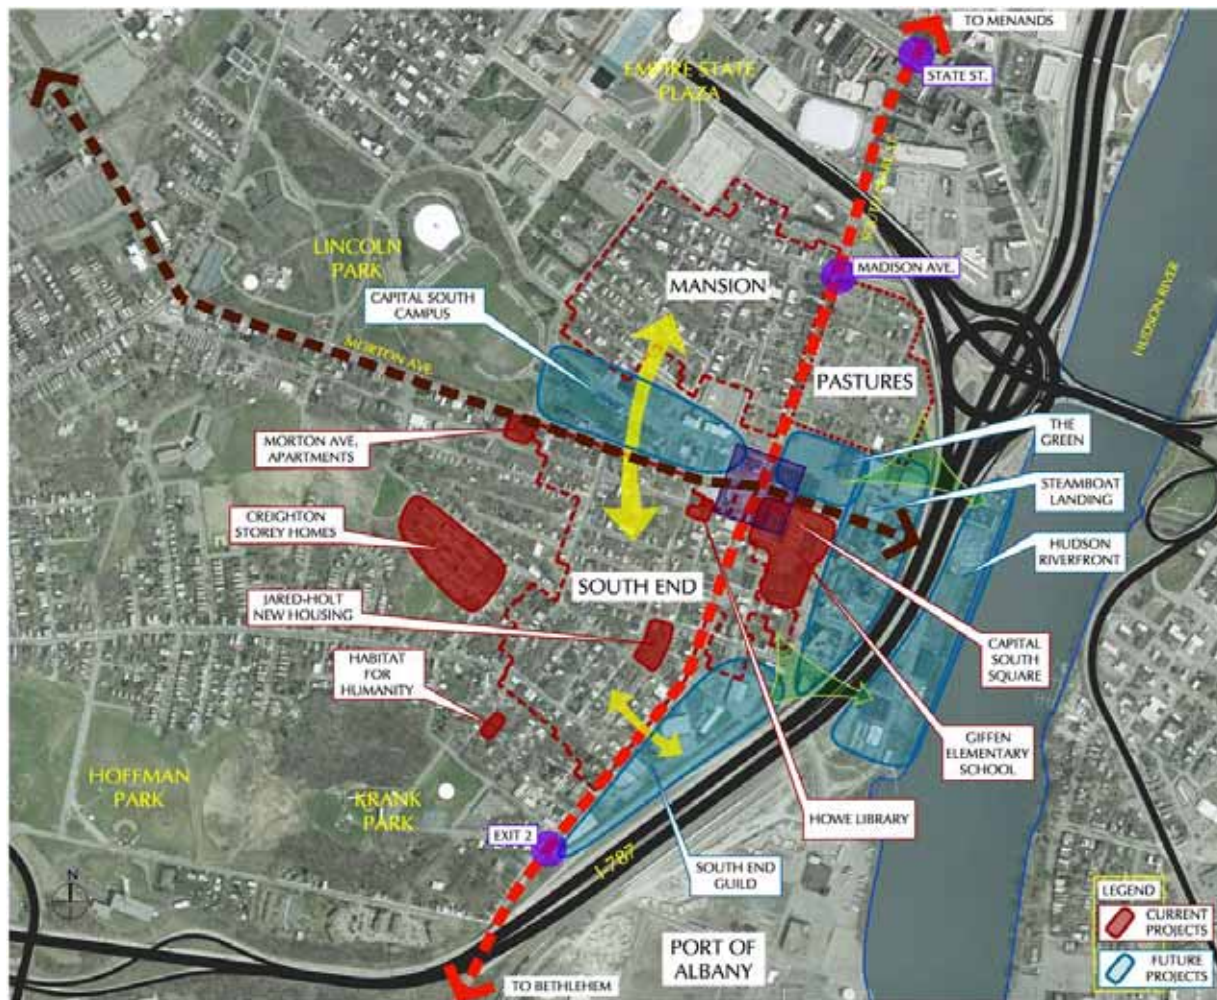 TO MENANDS
EMPIRE STATE
PLAZA
STATE ST.
SOUTH PEARL ST
LINCOLN
PARK
MANSION
MADISON AVE.
HUDSON RIVER
CAPITAL SOUTH
CAMPUS
MORTON AVE
PASTURES
THE
GREEN
MORTON AVE.
APARTMENTS
STEAMBOAT
LANDING
CREIGHTON
STOREY HOMES
HUDSON
RIVERFRONT
SOUTH END
JARED-HOLT
NEW HOUSING
CAPITAL
SOUTH
SQUARE
HABITAT
FOR
HUMANITY
GIFFEN
ELEMENTARY
SCHOOL
HOFFMAN
PARK
KRANK
PARK
HOWE LIBRARY
EXIT 2
I-787
SOUTH END
GUILD
N
LEGEND
CURRENT
PROJECTS
FUTURE
PROJECTS
PORT OF
ALBANY
TO BETHLEHEM